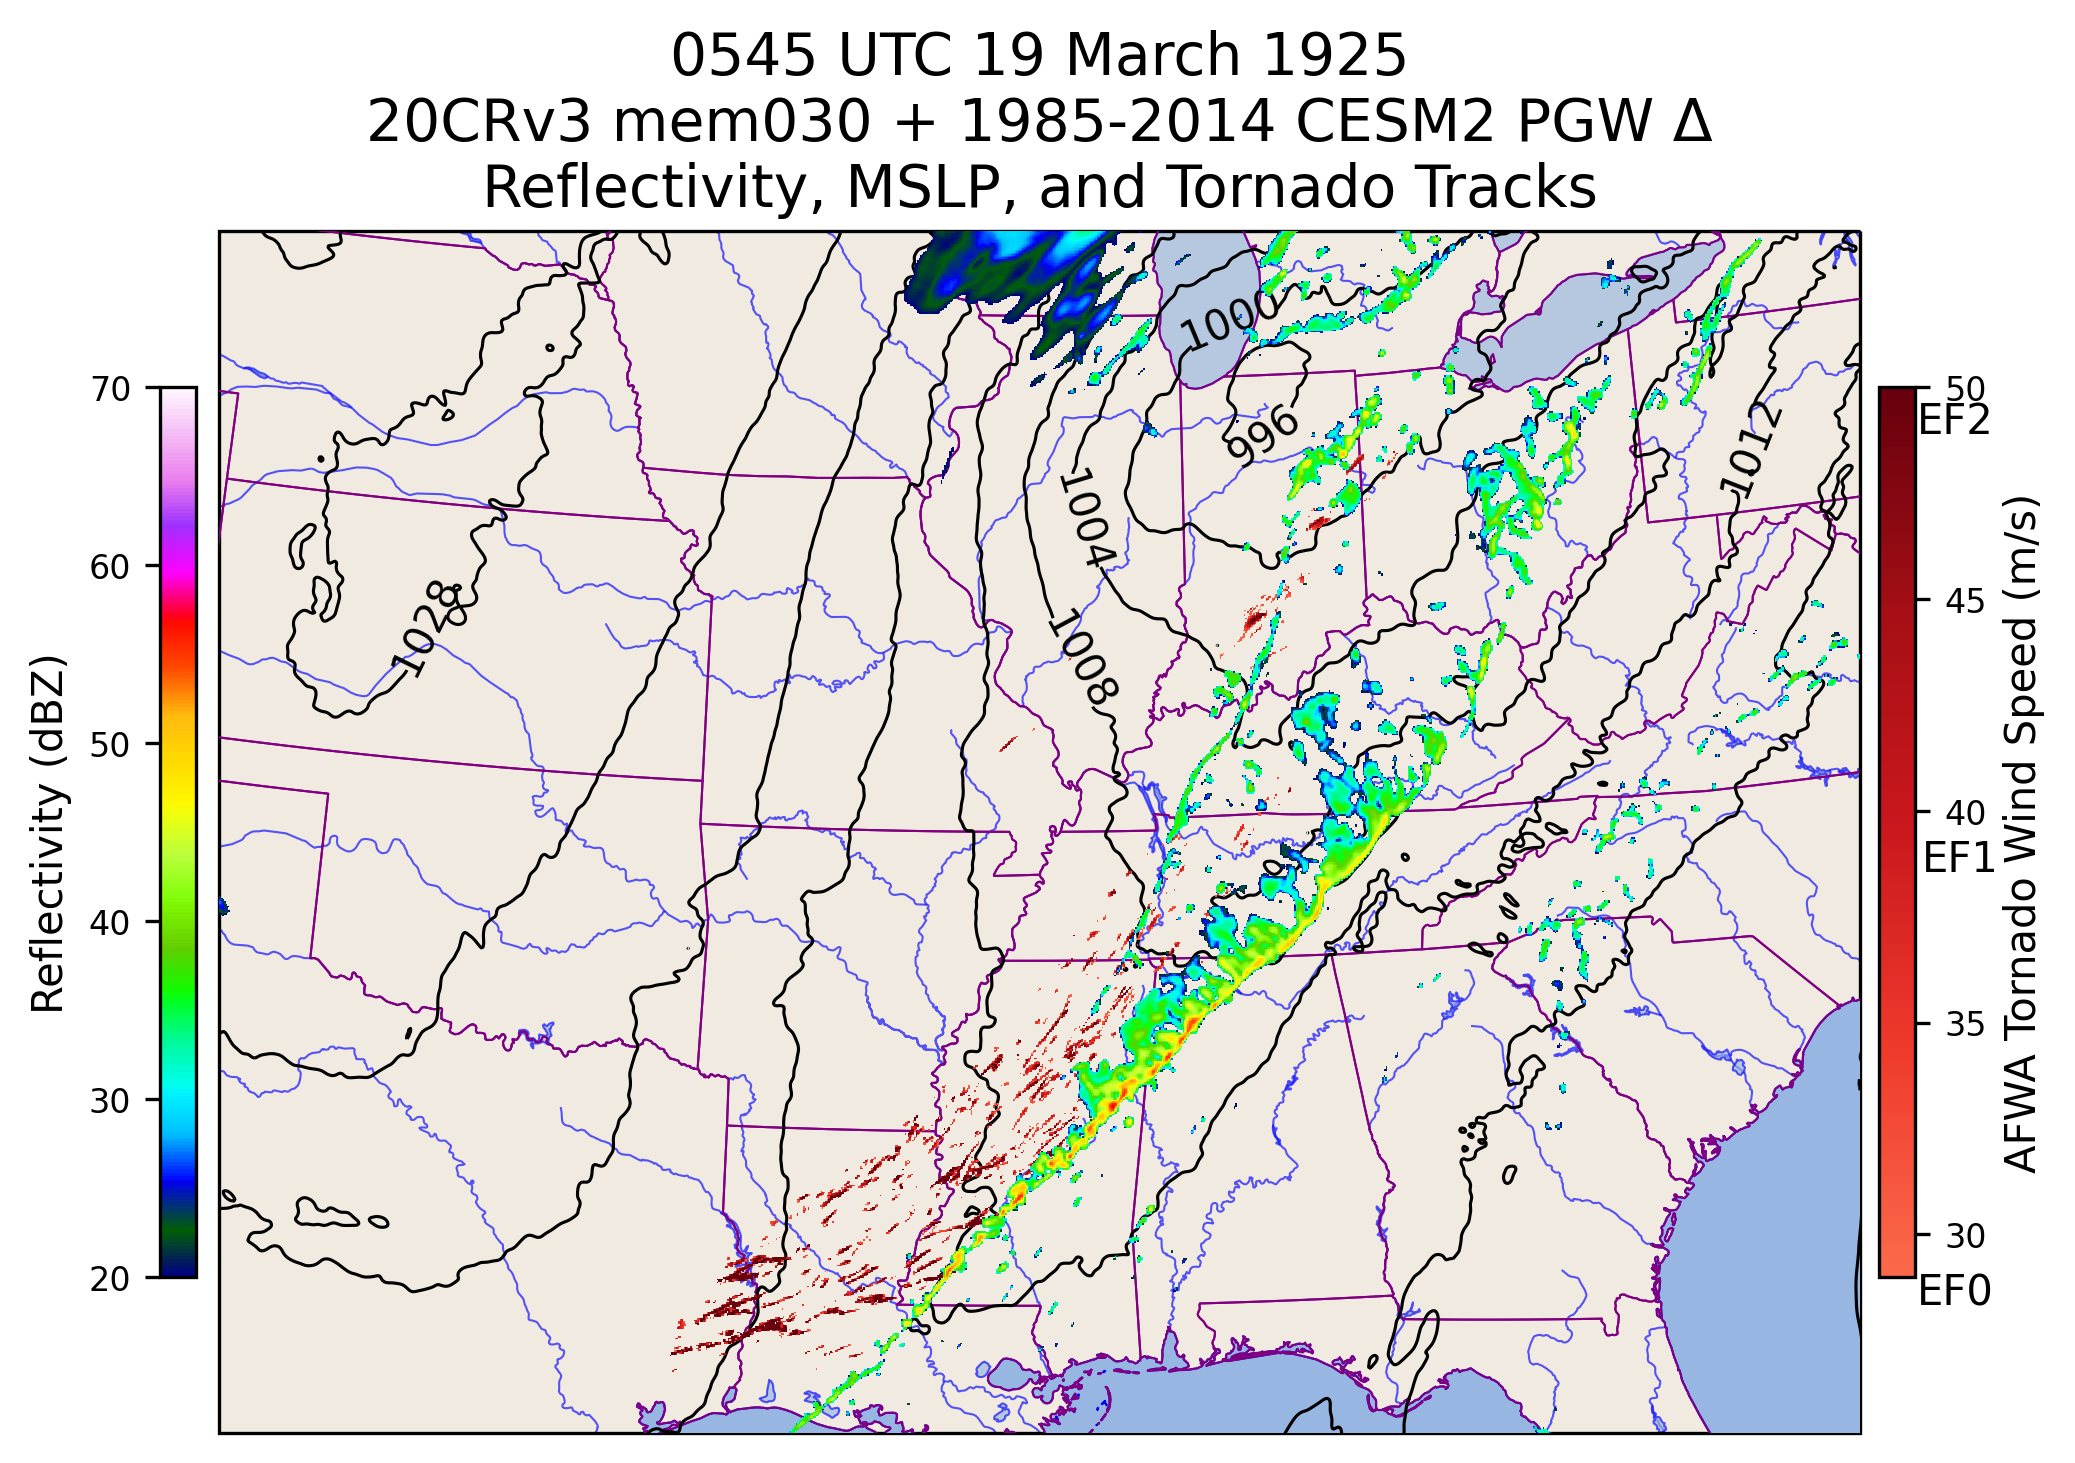 0545 UTC 19 March 1925
20CRv3 mem030 + 1985-2014 CESM2 PGW Δ
Reflectivity, MSLP, and Tornado Tracks
Reflectivity (dBZ)
70
60
50
40
30
20
1000
996
1012
1004
1028
1008
50
EF2
45
40
EF1
35
30
EF0
AFWA Tornado Wind Speed (m/s)